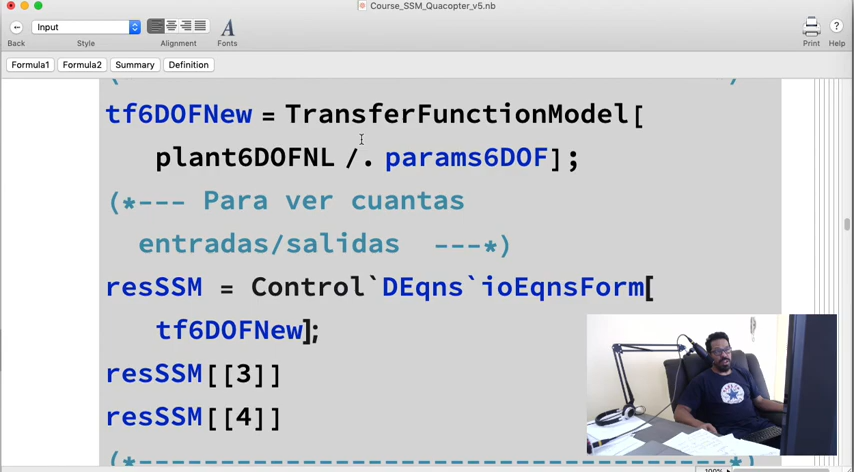 Course_SSM_Quacopter_v5.nb
Input
Back
Style
Alignment
Fonts
Print
Help
Formula1
Formula2
Summary
Definition
tf6DOFNew = TransferFunctionModel[
plant6DOFNL /. params6DOF];
(*--- Para ver cuantas
entradas/salidas ---*)
resSSM = Control`DEqns`ioEqnsForm[
tf6DOFNew];
resSSM[[3]]
resSSM[[4]]
(*-----------------------------------*)
100%